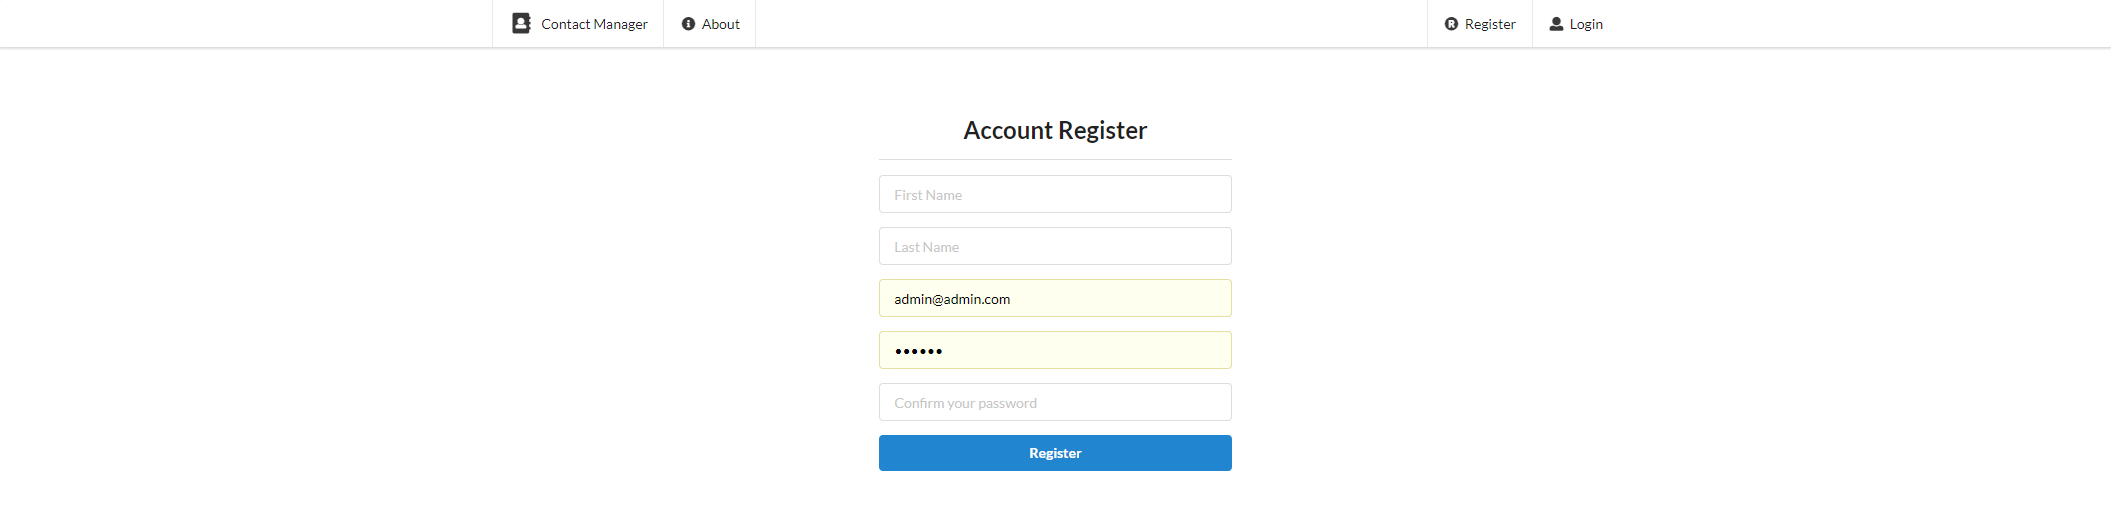 Contact Manager About Register Login
Account Register
First Name
Last Name
admin@admin.com
••••••
Confirm your password
Register